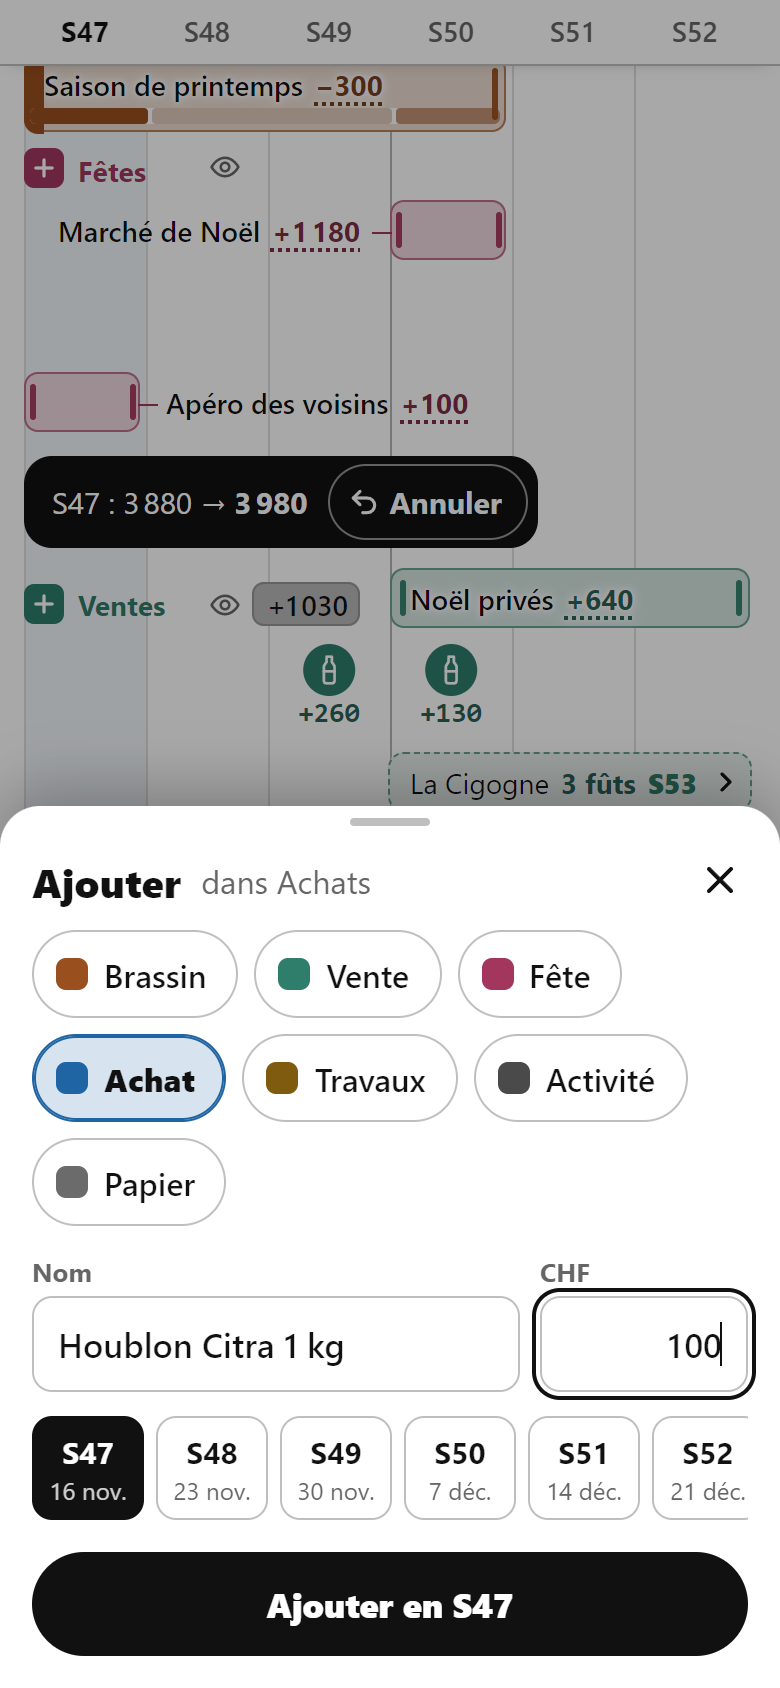 S47 S48 S49 S50 S51 S52
Saison de printemps −300
Fêtes
Marché de Noël +1 180
Apéro des voisins +100
S47 : 3 880 → 3 980 Annuler
Ventes +1030 Noël privés +640
+260 +130
La Cigogne 3 fûts S53
Ajouter dans Achats
Brassin Vente Fête
Achat Travaux Activité
Papier
Nom CHF
Houblon Citra 1 kg 100
S47 S48 S49 S50 S51 S52
16 nov. 23 nov. 30 nov. 7 déc. 14 déc. 21 déc.
Ajouter en S47